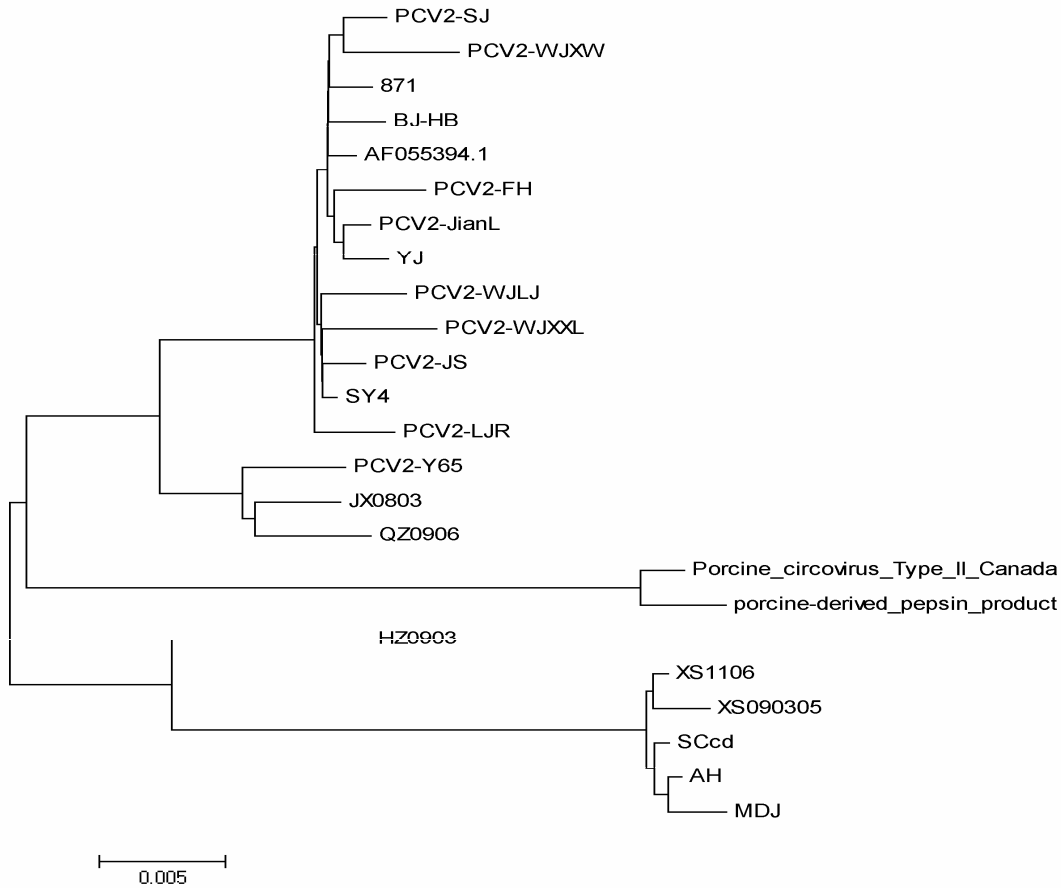 PCV2-SJ
PCV2-WJXW
871
BJ-HB
AF055394.1
PCV2-FH
PCV2-JianL
YJ
PCV2-WJLJ
PCV2-WJXXL
PCV2-JS
SY4
PCV2-LJR
PCV2-Y65
JX0803
QZ0906
Porcine_circovirus_Type_II_Canada
porcine-derived_pepsin_product
HZ0903
XS1106
XS090305
SCcd
AH
MDJ
0.005